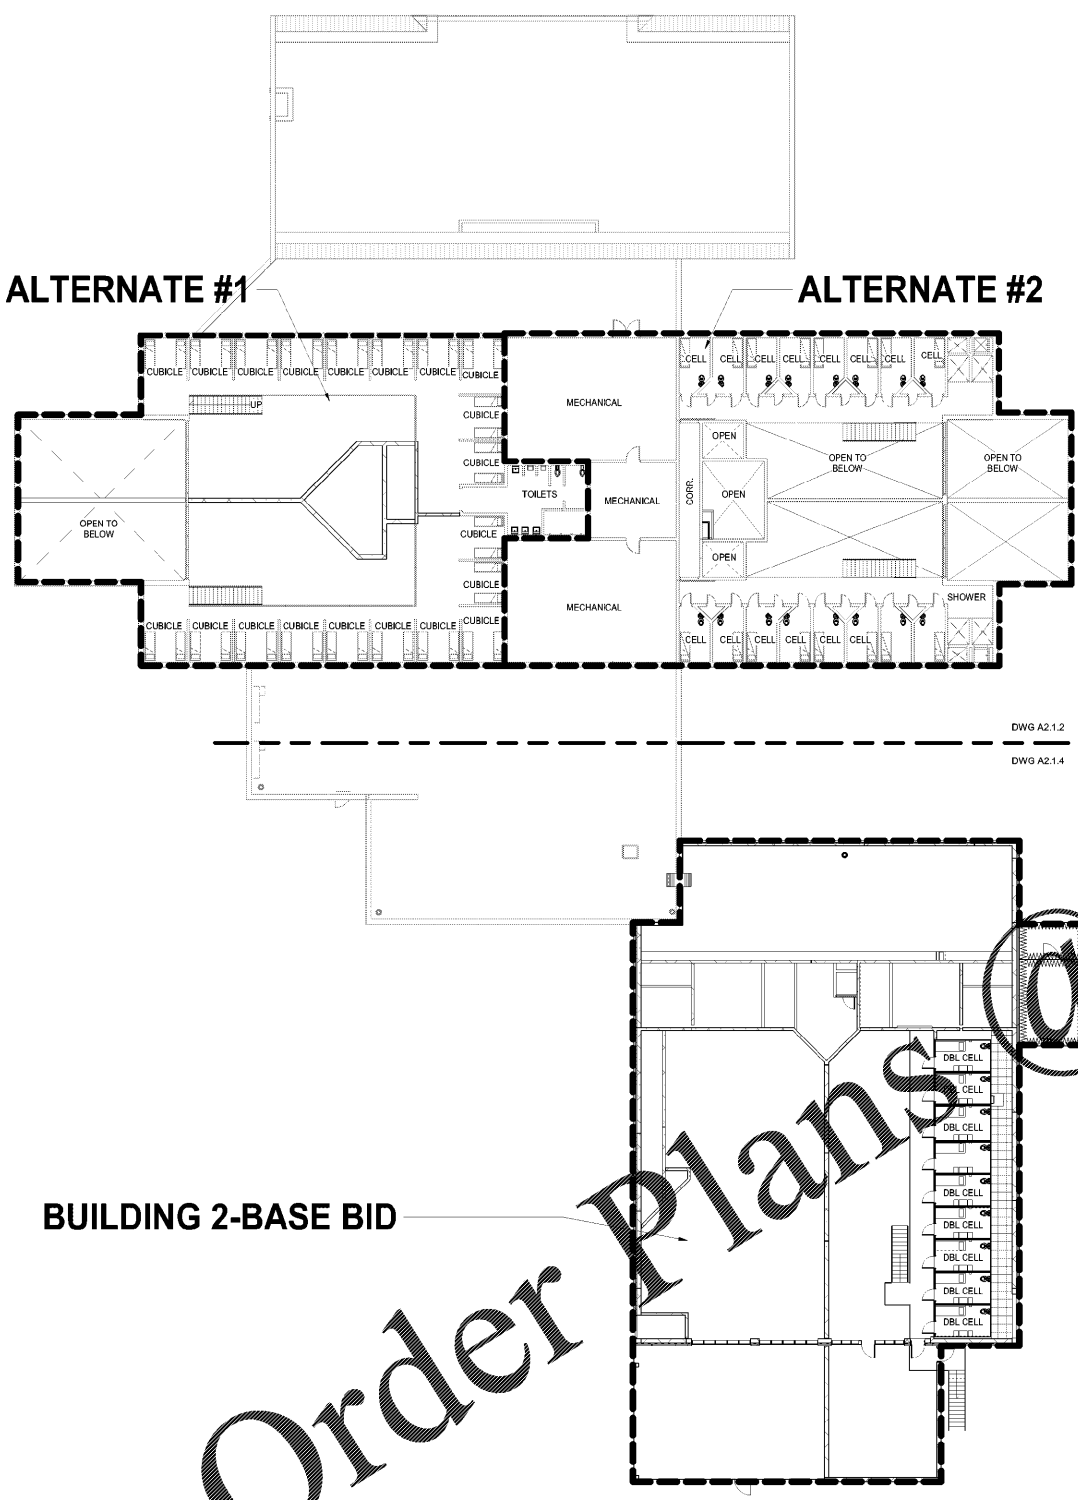 ALTERNATE #1
ALTERNATE #2
CUBICLE CUBICLE CUBICLE CUBICLE CUBICLE CUBICLE CUBICLE CUBICLE
CELL CELL CELL CELL CELL CELL CELL CELL
UP
CUBICLE
MECHANICAL
OPEN
CUBICLE
OPEN TO
BELOW
OPEN TO
BELOW
TOILETS
MECHANICAL
CORR.
OPEN
OPEN TO
BELOW
CUBICLE
OPEN
CUBICLE
MECHANICAL
SHOWER
CUBICLE CUBICLE CUBICLE CUBICLE CUBICLE CUBICLE CUBICLE CUBICLE
CELL CELL CELL CELL CELL
DWG A2.1.2
DWG A2.1.4
@
DBL CELL
DBL CELL
DBL CELL
DBL CELL
DBL CELL
DBL CELL
DBL CELL
DBL CELL
BUILDING 2-BASE BID
Order Plans